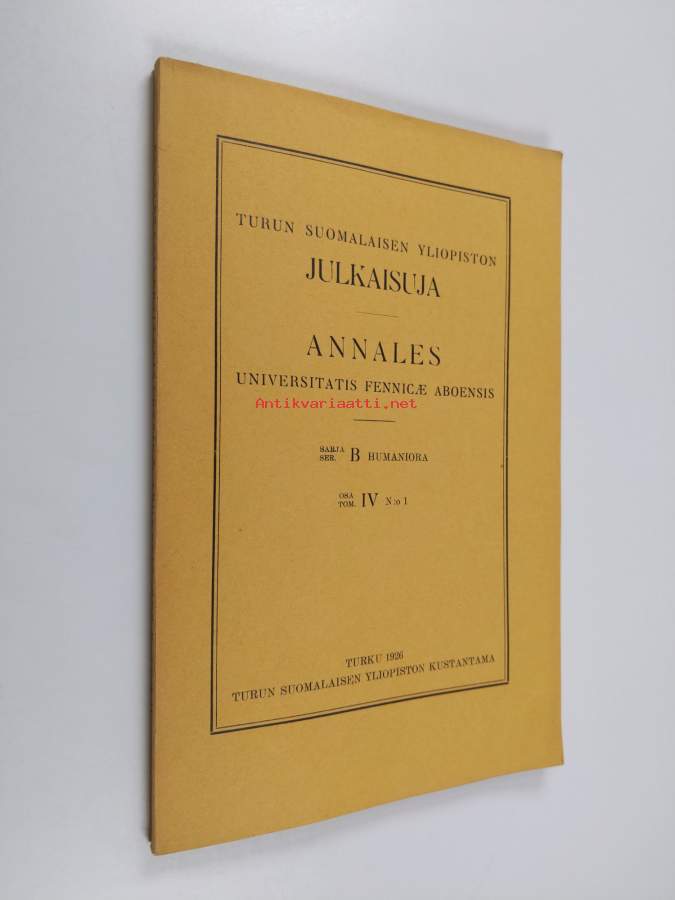 TURUN SUOMALAISEN YLIOPISTON
JULKAISUJA
ANNALES
UNIVERSITATIS FENNICÆ ABOENSIS
Antikvariaatti.net
SARJA
SER. B HUMANIORA
OSA
TOM. IV N:o 1
TURKU 1926
TURUN SUOMALAISEN YLIOPISTON KUSTANTAMA